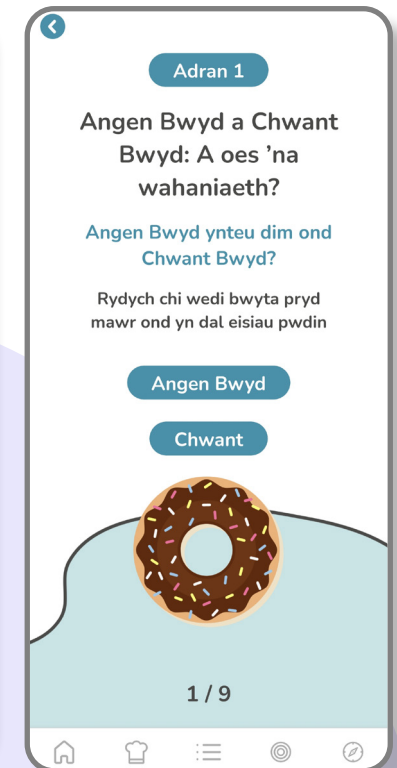 Adran 1
Angen Bwyd a Chwant
Bwyd: A oes ’na
wahaniaeth?
Angen Bwyd ynteu dim ond
Chwant Bwyd?
Rydych chi wedi bwyta pryd
mawr ond yn dal eisiau pwdin
Angen Bwyd
Chwant
1 / 9